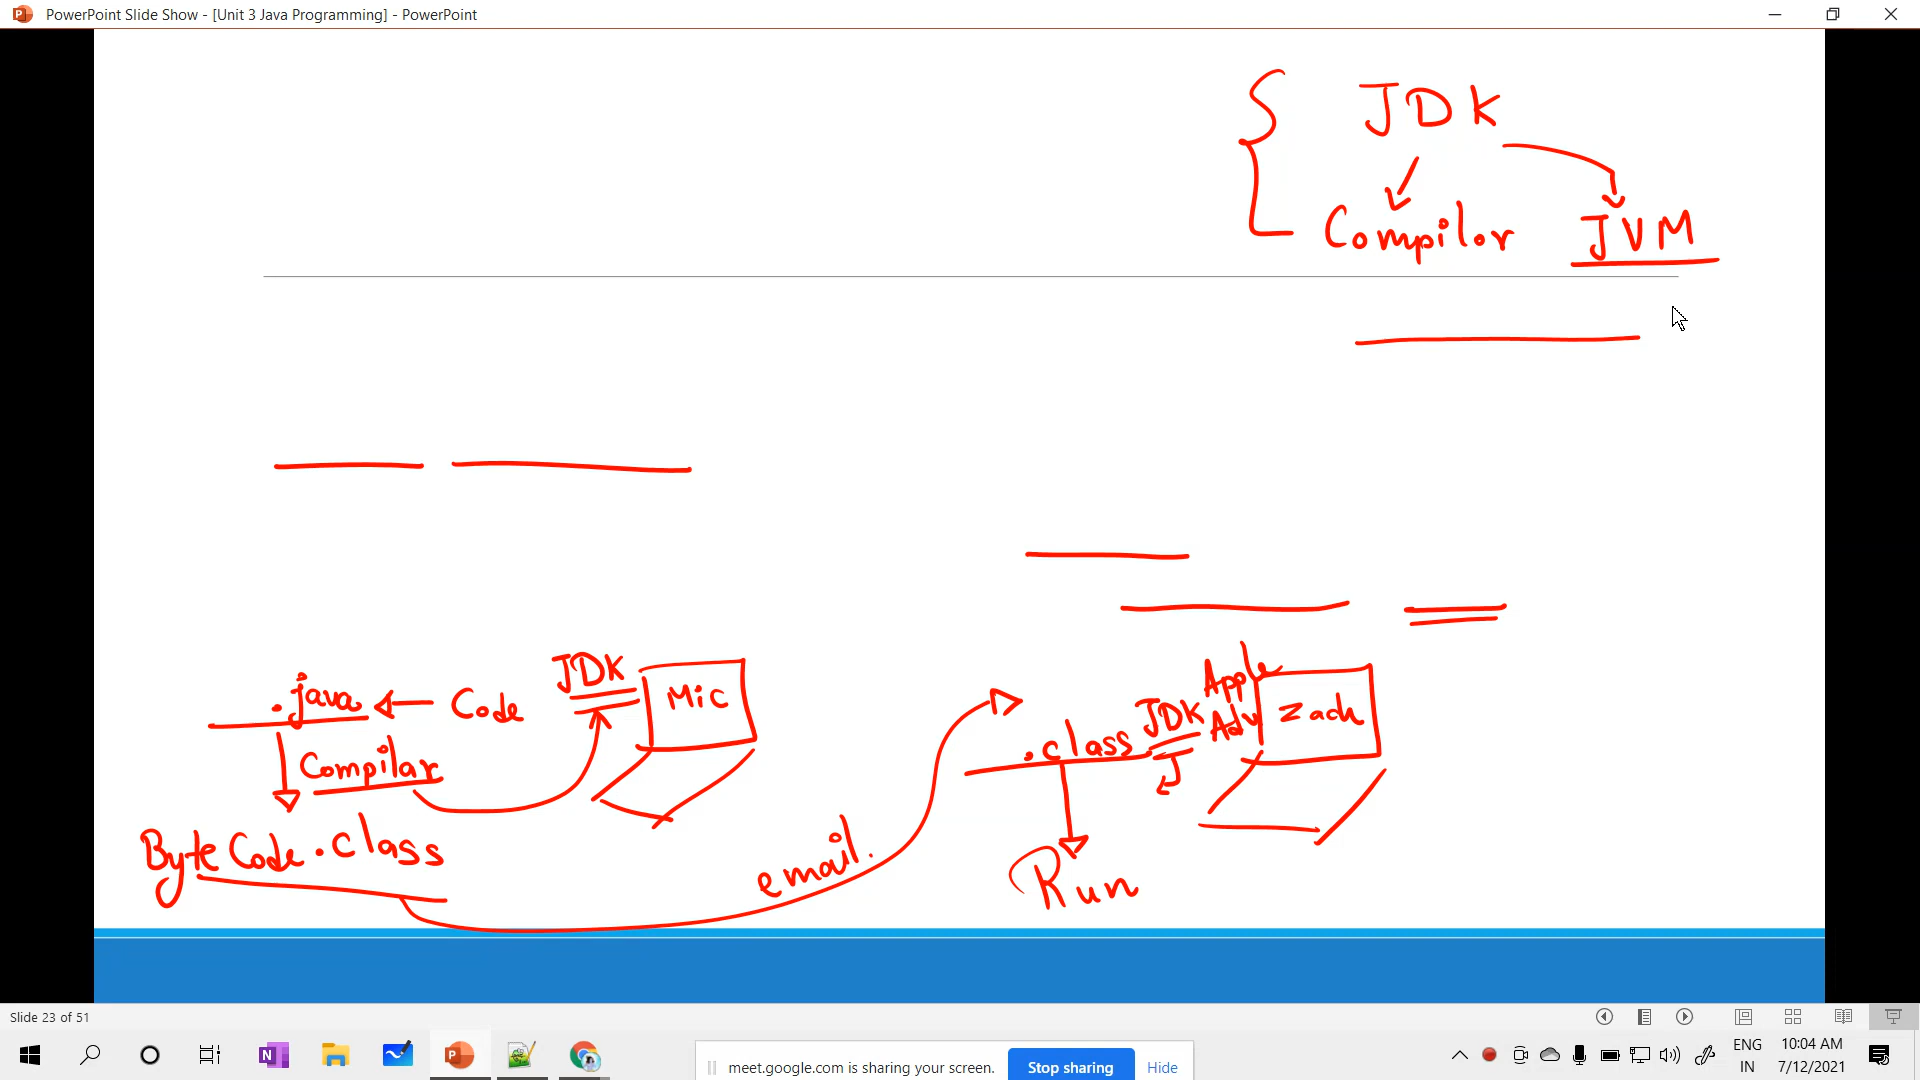 PowerPoint Slide Show - [Unit 3 Java Programming] - PowerPoint
JDK
Compilor JVM
.java Code
JDK
Mic
Compilar
Byte Code .class
email.
.class
JDK
Apple
Adv
Zach
J
Run
Slide 23 of 51
meet.google.com is sharing your screen.
Stop sharing
Hide
ENG
IN
10:04 AM
7/12/2021